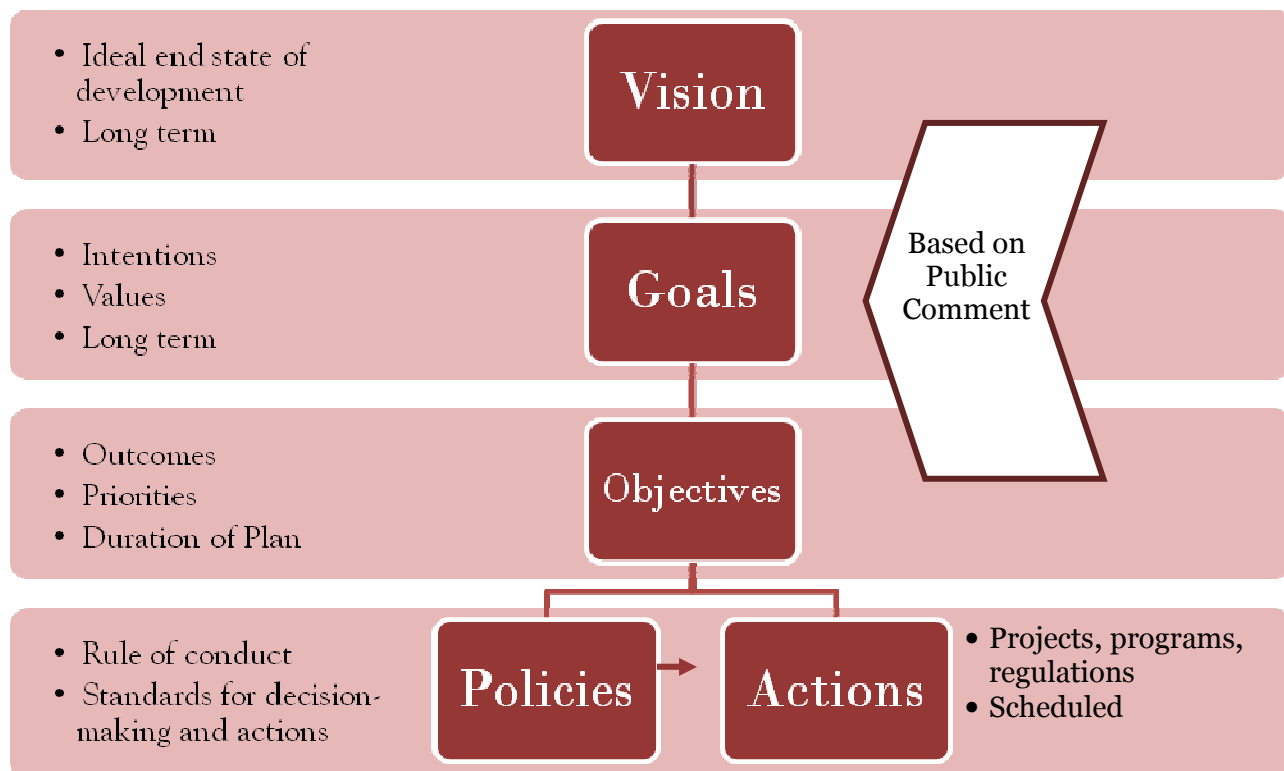 • Ideal end state of
development
• Long term
Vision
• Intentions
• Values
• Long term
Goals
Based on
Public
Comment
• Outcomes
• Priorities
• Duration of Plan
Objectives
• Rule of conduct
• Standards for decision-
making and actions
Policies
Actions
• Projects, programs,
regulations
• Scheduled